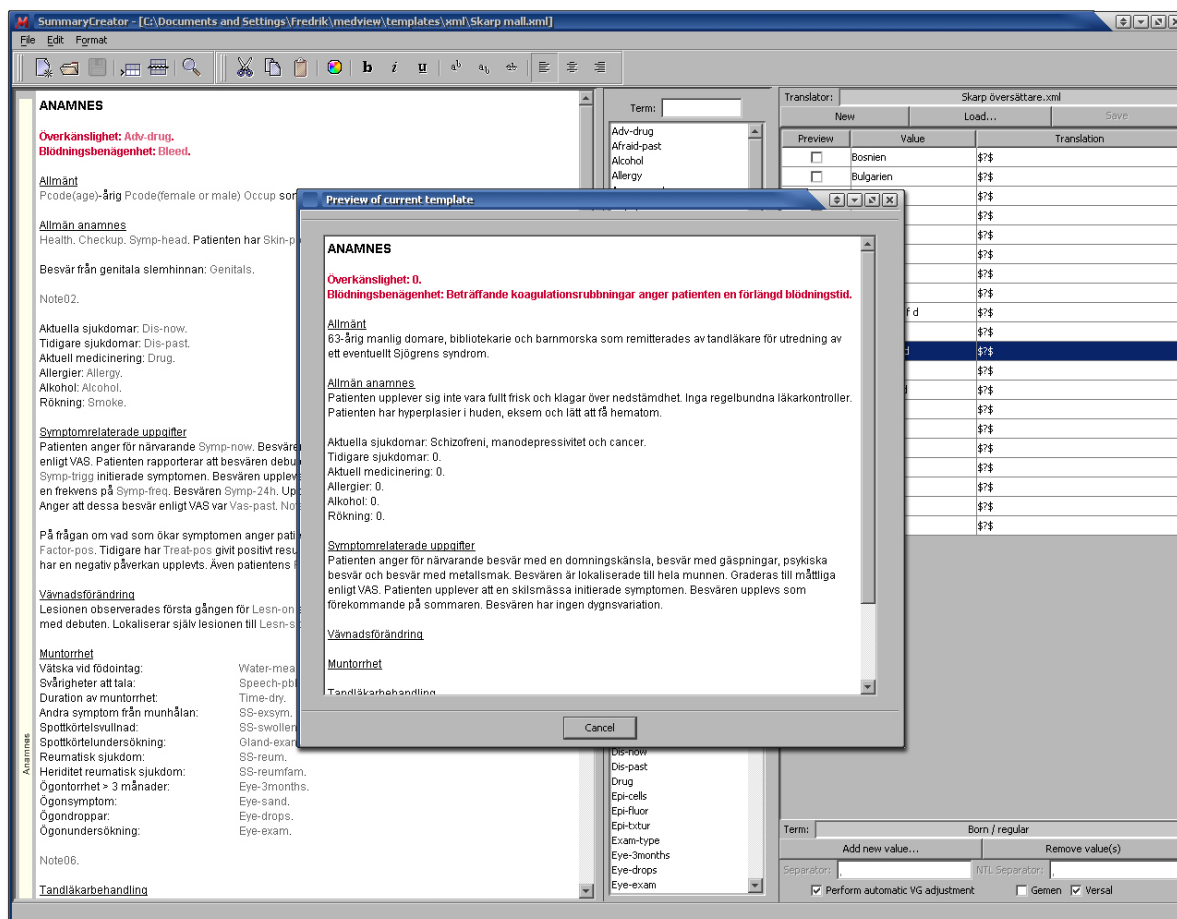 SummaryCreator - [C:\Documents and Settings\Fredrik\medview\templates\xml\Skarp mall.xml]
File Edit Format
b i u
ANAMNES
Överkänslighet: Adv-drug.
Blödningsbenägenhet: Bleed.
Allmänt
Pcode(age)-årig Pcode(female or male) Occup
Allmän anamnes
Health. Checkup. Symp-head. Patienten har
Besvär från genitala slemhinnan: Genitals.
Note02.
Aktuella sjukdomar: Dis-now.
Tidigare sjukdomar: Dis-past.
Aktuell medicinering: Drug.
Allergier: Allergy.
Alkohol: Alcohol.
Rökning: Smoke.
Symptomrelaterade uppgifter
Patienten anger för närvarande Symp-now.
enligt VAS. Patienten rapporterar att besvären
Symp-trigg initierade symptomen. Besvären
en frekvens på Symp-freq. Besvären Symp-24h.
Anger att dessa besvär enligt VAS var Vas-past.
På frågan om vad som ökar symptomen anger
Factor-pos. Tidigare har Treat-pos givit positivt
har en negativ påverkan upplevts. Även patientens
Vävnadsförändring
Lesionen observerades första gången för Lesn-on
med debuten. Lokaliserar själv lesionen till
Muntorrhet
Vätska vid födointag: Water-mea
Svårigheter att tala: Speech-pbl
Duration av muntorrhet: Time-dry.
Andra symptom från munhålan: SS-exsym.
Spottkörtelsvullnad: SS-swollen
Spottkörtelundersökning: Gland-exam
Reumatisk sjukdom: SS-reum.
Heriditet reumatisk sjukdom: SS-reumfam.
Ögontorrhet > 3 månader: Eye-3months.
Ögonsymptom: Eye-sand.
Ögondroppar: Eye-drops.
Ögonundersökning: Eye-exam.
Note06.
Tandläkarbehandling
Anamnes
Term:
Adv-drug
Afraid-past
Alcohol
Allergy
Dis-now
Dis-past
Drug
Epi-cells
Epi-fluor
Epi-txtur
Exam-type
Eye-3months
Eye-drops
Eye-exam
Translator: Skarp översättare.xml
New Load... Save
Preview Value Translation
Bosnien $?$
Bulgarien $?$
$?$
$?$
$?$
$?$
$?$
$?$
f d $?$
$?$
d $?$
$?$
d $?$
$?$
$?$
$?$
$?$
$?$
$?$
$?$
Term: Born / regular
Add new value... Remove value(s)
Separator: , NTL Separator: ,
Perform automatic VG adjustment Gemen Versal
Preview of current template
ANAMNES
Överkänslighet: 0.
Blödningsbenägenhet: Beträffande koagulationsrubbningar anger patienten en förlängd blödningstid.
Allmänt
63-årig manlig domare, bibliotekarie och barnmorska som remitterades av tandläkare för utredning av
ett eventuellt Sjögrens syndrom.
Allmän anamnes
Patienten upplever sig inte vara fullt frisk och klagar över nedstämdhet. Inga regelbundna läkarkontroller.
Patienten har hyperplasier i huden, eksem och lätt att få hematom.
Aktuella sjukdomar: Schizofreni, manodepressivitet och cancer.
Tidigare sjukdomar: 0.
Aktuell medicinering: 0.
Allergier: 0.
Alkohol: 0.
Rökning: 0.
Symptomrelaterade uppgifter
Patienten anger för närvarande besvär med en domningskänsla, besvär med gäspningar, psykiska
besvär och besvär med metallsmak. Besvären är lokaliserade till hela munnen. Graderas till måttliga
enligt VAS. Patienten upplever att en skilsmässa initierade symptomen. Besvären upplevs som
förekommande på sommaren. Besvären har ingen dygnsvariation.
Vävnadsförändring
Muntorrhet
Tandläkarbehandling
Cancel